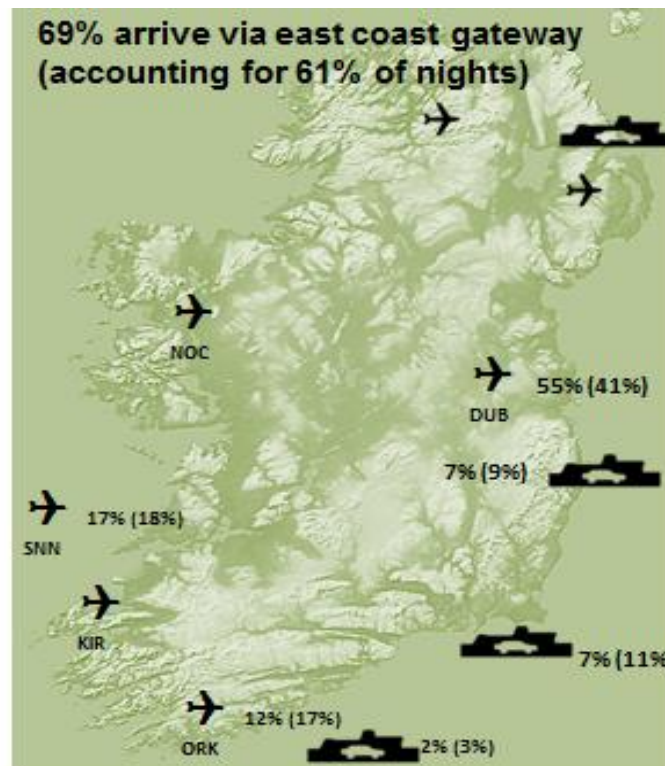 69% arrive via east coast gateway
(accounting for 61% of nights)
NOC
55% (41%)
DUB
7% (9%)
17% (18%)
SNN
KIR
7% (11%
12% (17%)
ORK
2% (3%)